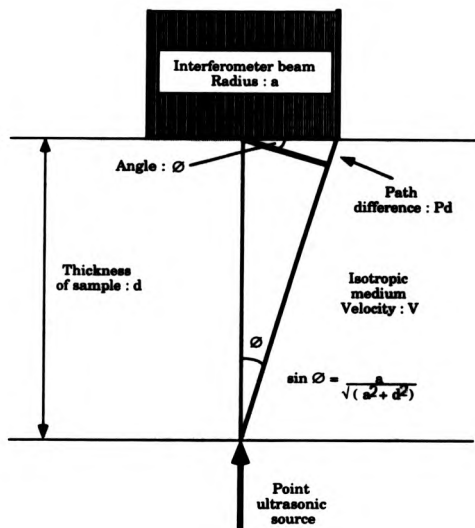 Interferometer beam
Radius : a
Angle : Ø
Path
difference : Pd
Thickness
of sample : d
Isotropic
medium
Velocity : V
Ø
sin Ø = a / √( a² + d² )
Point
ultrasonic
source